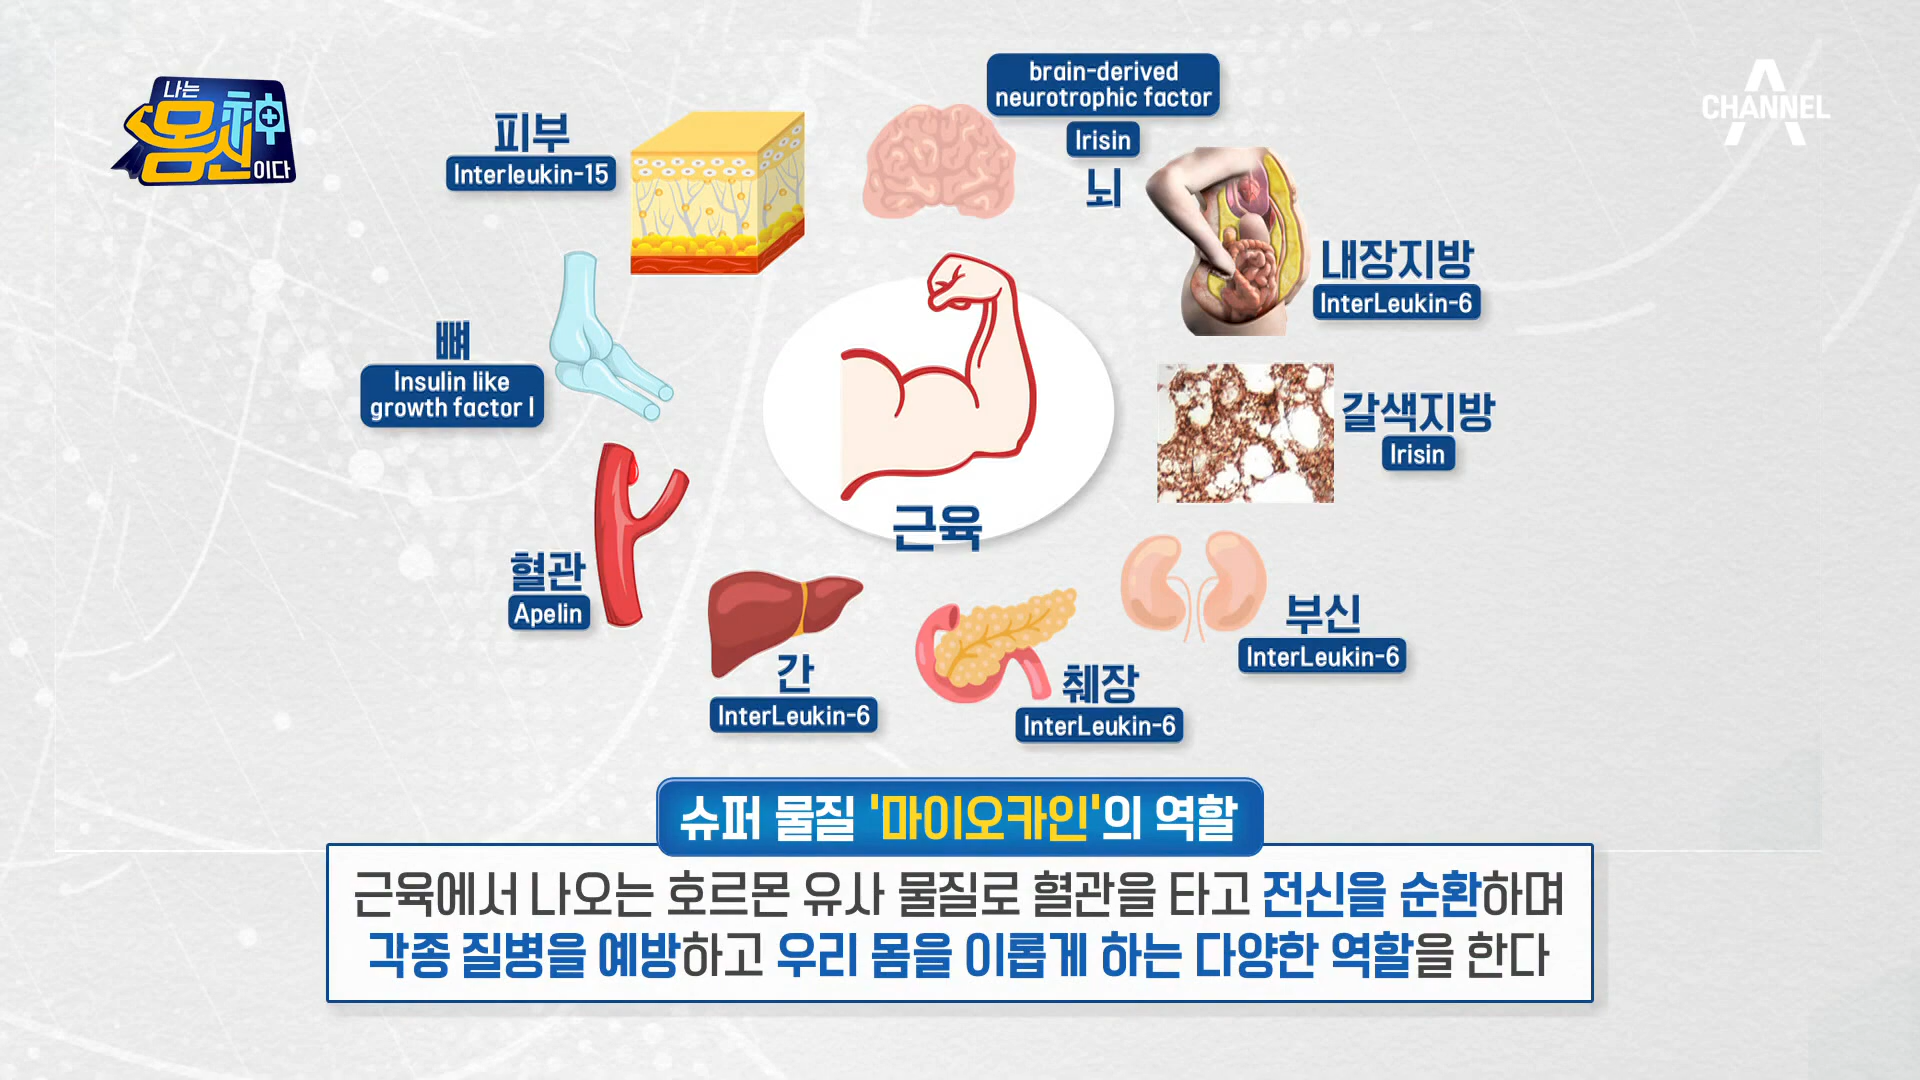 나는
몸신神
이다
CHANNEL A
brain-derived
neurotrophic factor
Irisin
뇌
피부
Interleukin-15
내장지방
InterLeukin-6
뼈
Insulin like
growth factor I
갈색지방
Irisin
근육
혈관
Apelin
부신
InterLeukin-6
간
InterLeukin-6
췌장
InterLeukin-6
슈퍼 물질 '마이오카인'의 역할
근육에서 나오는 호르몬 유사 물질로 혈관을 타고 전신을 순환하며
각종 질병을 예방하고 우리 몸을 이롭게 하는 다양한 역할을 한다